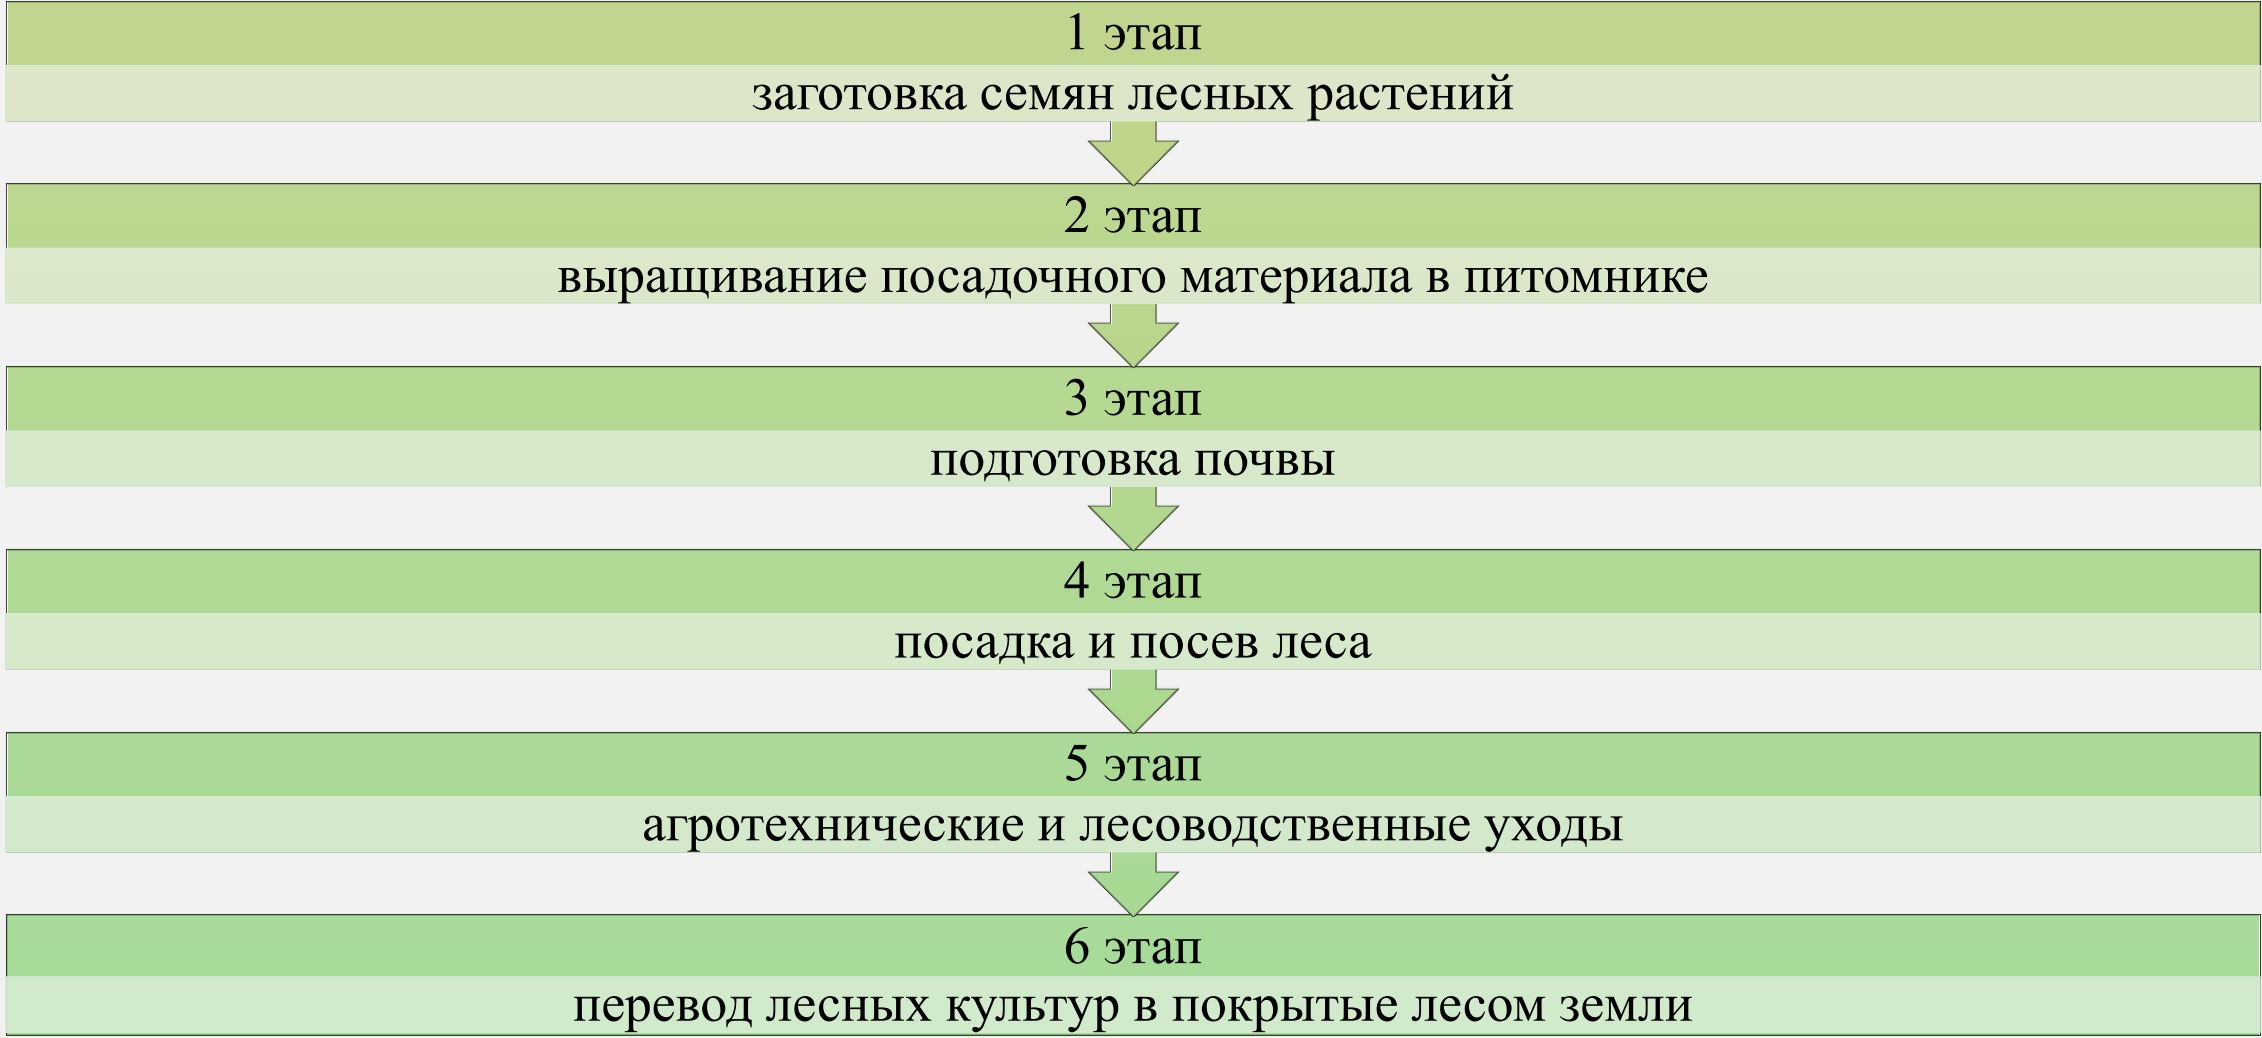 1 этап
заготовка семян лесных растений
2 этап
выращивание посадочного материала в питомнике
3 этап
подготовка почвы
4 этап
посадка и посев леса
5 этап
агротехнические и лесоводственные уходы
6 этап
перевод лесных культур в покрытые лесом земли